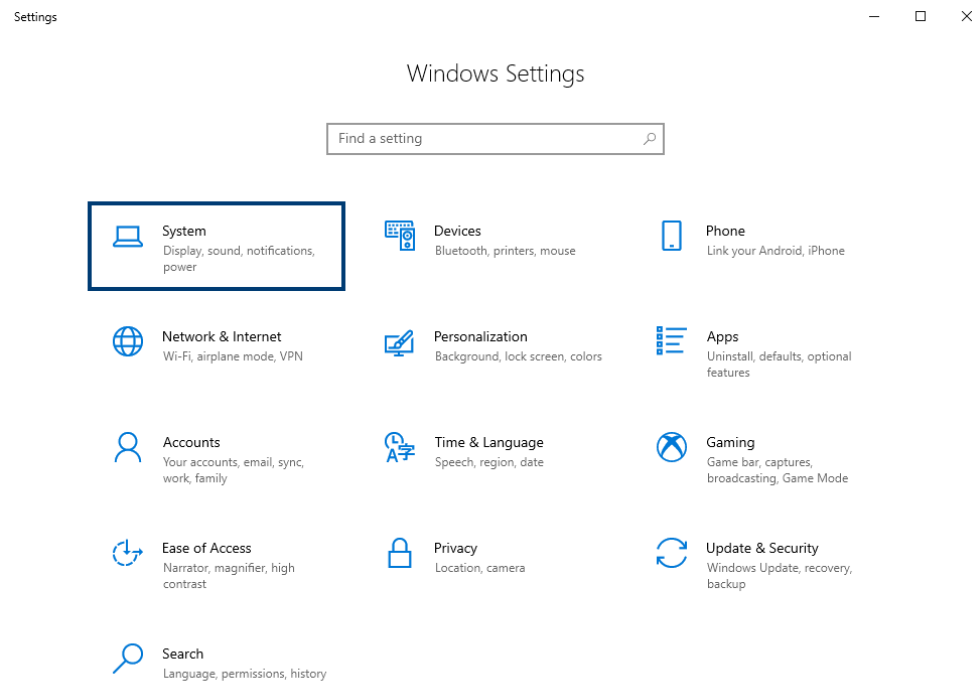 Settings
Windows Settings
Find a setting
System
Display, sound, notifications,
power
Devices
Bluetooth, printers, mouse
Phone
Link your Android, iPhone
Network & Internet
Wi-Fi, airplane mode, VPN
Personalization
Background, lock screen, colors
Apps
Uninstall, defaults, optional
features
Accounts
Your accounts, email, sync,
work, family
Time & Language
Speech, region, date
Gaming
Game bar, captures,
broadcasting, Game Mode
Ease of Access
Narrator, magnifier, high
contrast
Privacy
Location, camera
Update & Security
Windows Update, recovery,
backup
Search
Language, permissions, history